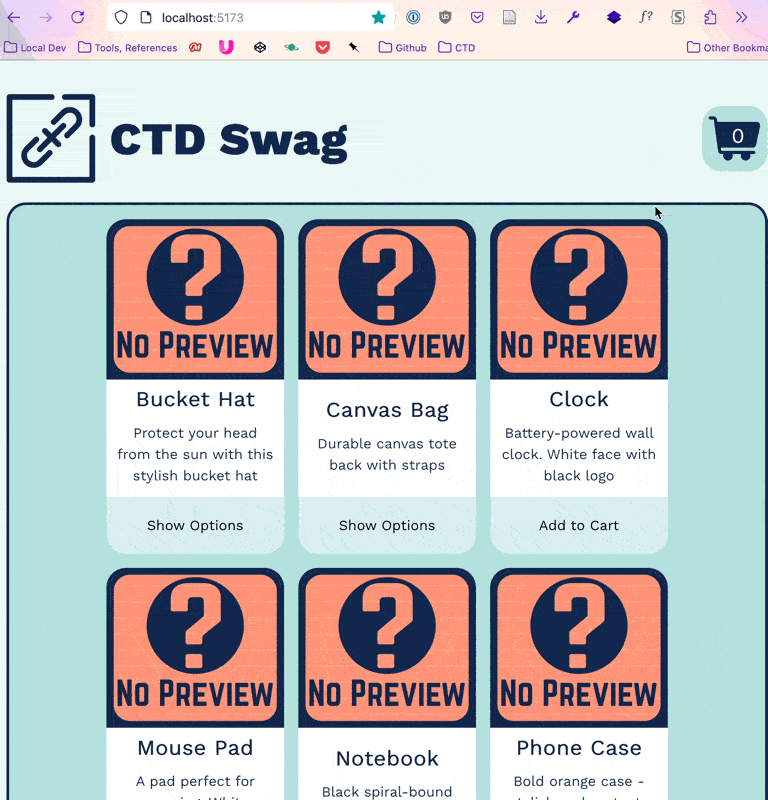 localhost:5173
Local Dev
Tools, References
Github
CTD
Other Bookma
CTD Swag
0
No Preview
No Preview
No Preview
Bucket Hat
Protect your head
from the sun with this
stylish bucket hat
Show Options
Canvas Bag
Durable canvas tote
back with straps
Show Options
Clock
Battery-powered wall
clock. White face with
black logo
Add to Cart
No Preview
No Preview
No Preview
Mouse Pad
A pad perfect for
Notebook
Black spiral-bound
Phone Case
Bold orange case -